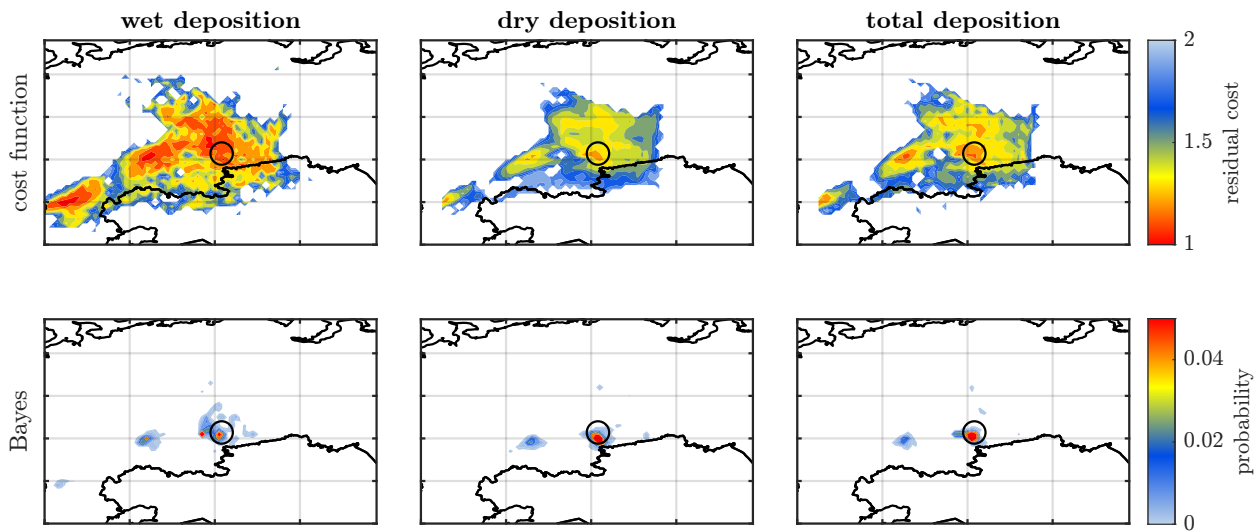 wet deposition
dry deposition
total deposition
cost function
2
1.5
1
residual cost
Bayes
0.04
0.02
0
probability